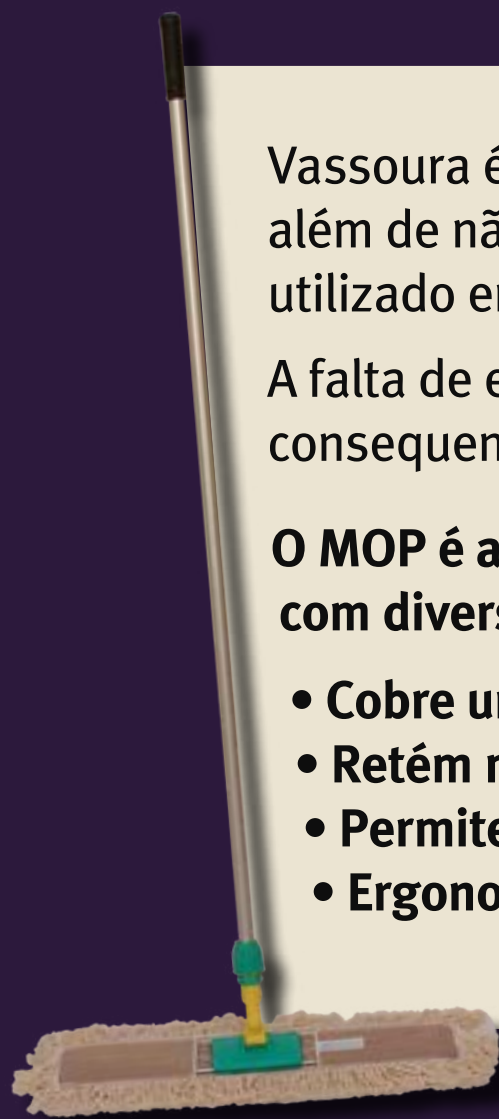 Vassoura é
além de nã
utilizado e
A falta de e
consequen
O MOP é a
com divers
• Cobre u
• Retém
• Permite
• Ergono